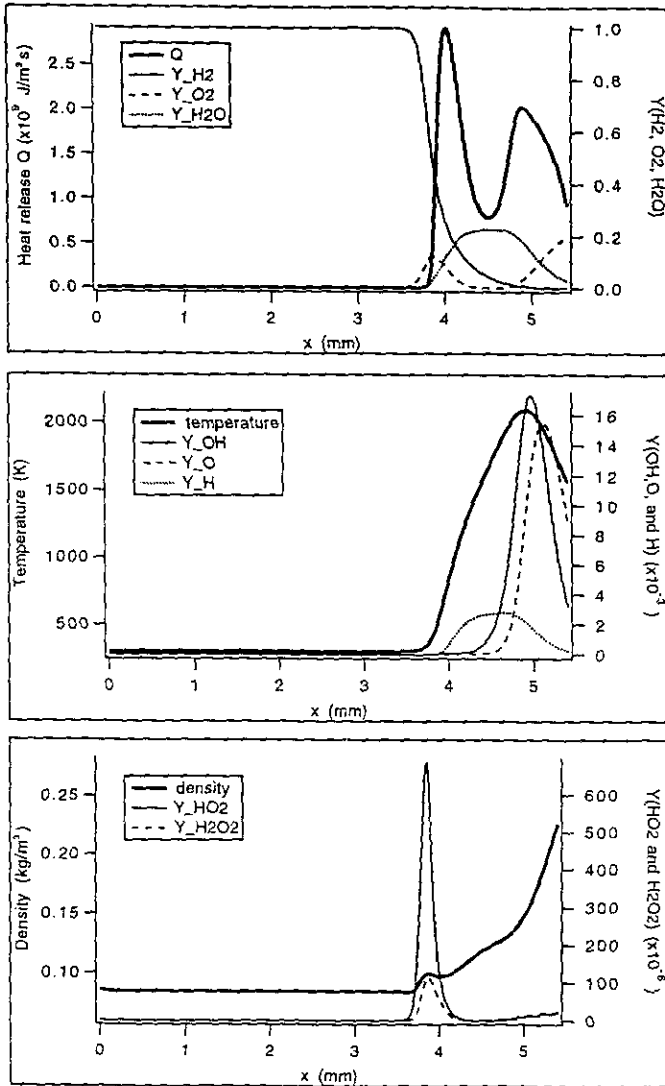 Heat release Q (x10⁹ J/m³s)
2.5
2.0
1.5
1.0
0.5
0.0
Q
Y_H2
Y_O2
Y_H2O
1.0
0.8
0.6
0.4
0.2
0.0
Y(H2, O2, H2O)
0 1 2 3 4 5
x (mm)
Temperature (K)
2000
1500
1000
500
temperature
Y_OH
Y_O
Y_H
16
14
12
10
8
6
4
2
0
Y(OH,O, and H) (x10⁻³)
0 1 2 3 4 5
x (mm)
Density (kg/m³)
0.25
0.20
0.15
0.10
density
Y_HO2
Y_H2O2
600
500
400
300
200
100
0
Y(HO2 and H2O2) (x10⁻⁶)
0 1 2 3 4 5
x (mm)